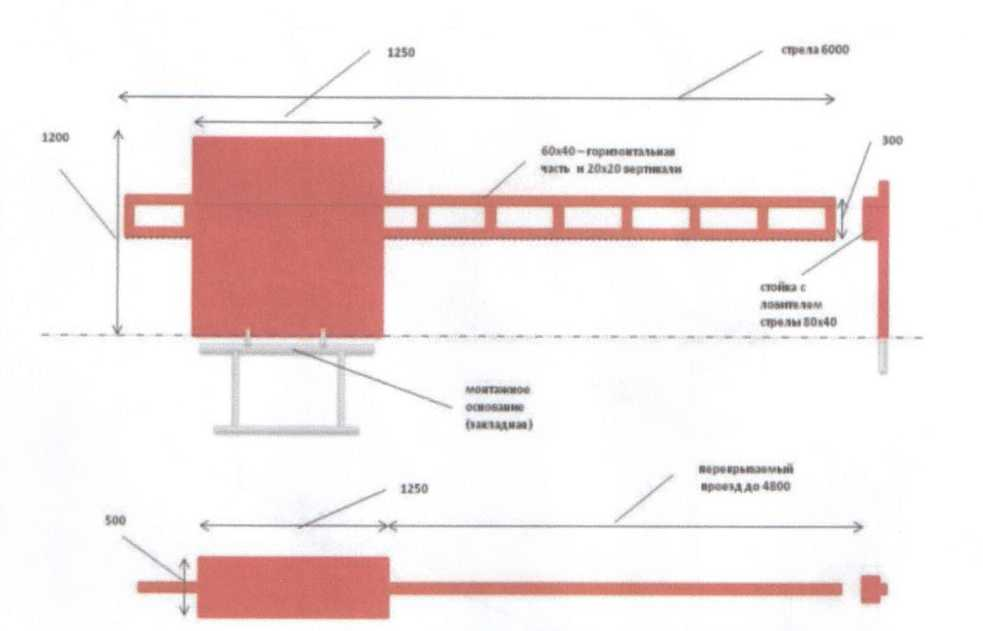 1250
стрела 6000
1200
60х40 – горизонтальная
часть и 20х20 вертикали
300
стойка с
ловителем
стрелы 80х40
монтажное
основание
(закладная)
перекрываемый
проезд до 4800
1250
500